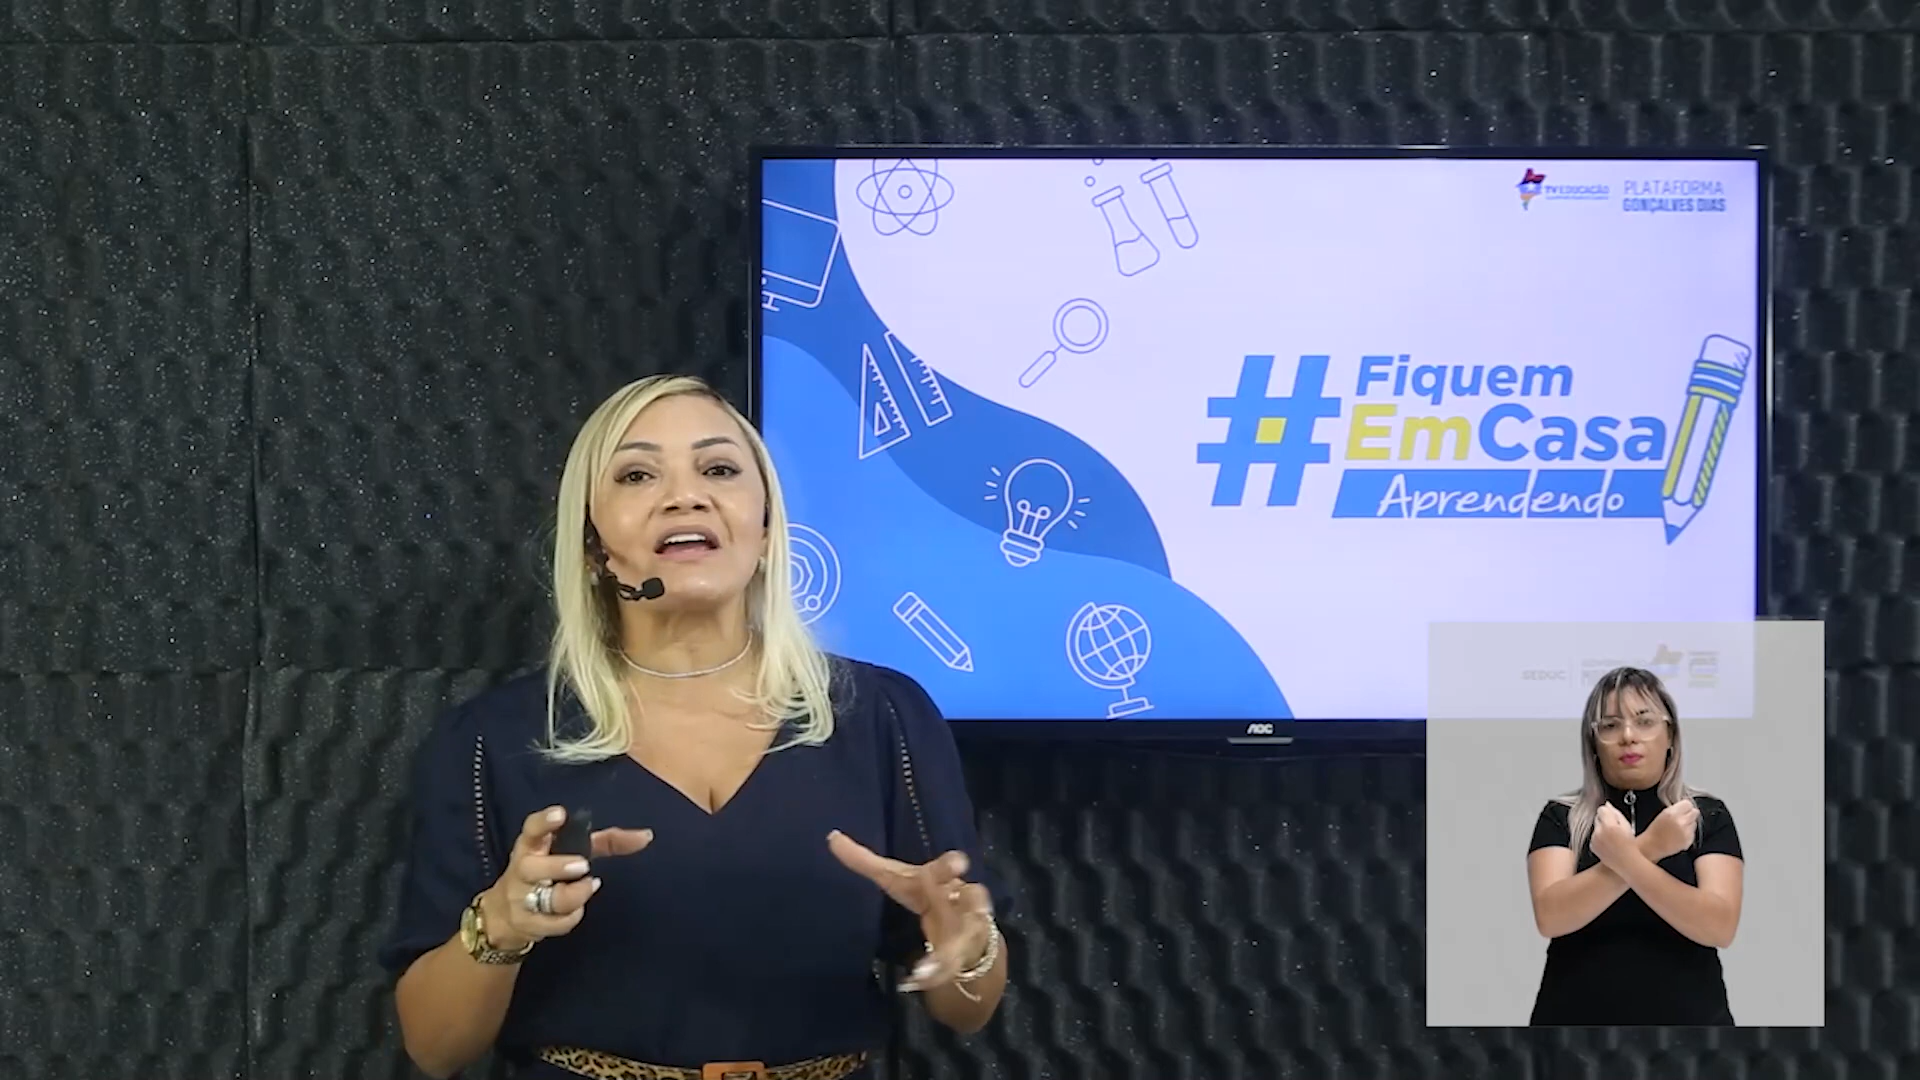 TV EDUCAÇÃO
PLATAFORMA
GONÇALVES DIAS
#Fiquem
EmCasa
Aprendendo
AOC
SEDUC